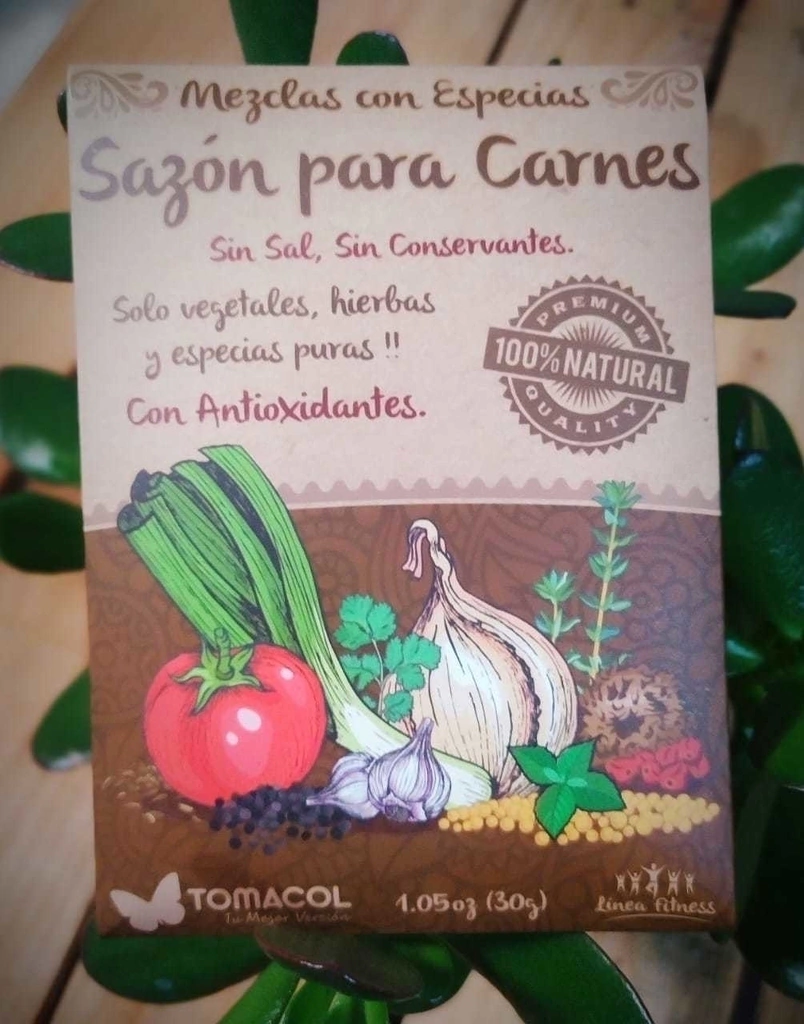 Mezclas con Especias
Sazón para Carnes
Sin Sal, Sin Conservantes.
Solo vegetales, hierbas
y especias puras !!
Con Antioxidantes.
PREMIUM
100% NATURAL
QUALITY
TOMACOL
Tu Mejor Versión
1.05oz (30g)
Línea Fitness